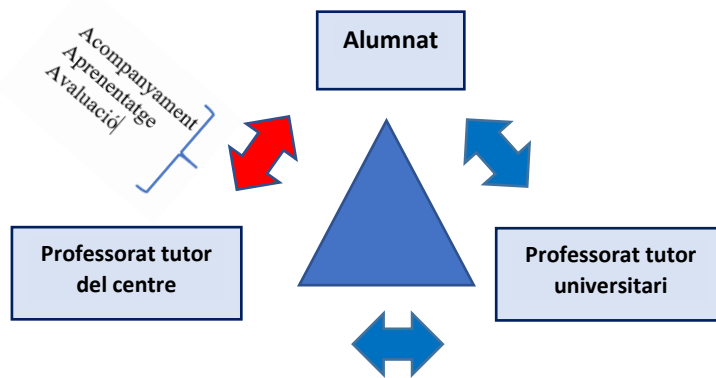 Acompanyament
Aprenentatge
Avaluació
Alumnat
Professorat tutor
del centre
Professorat tutor
universitari